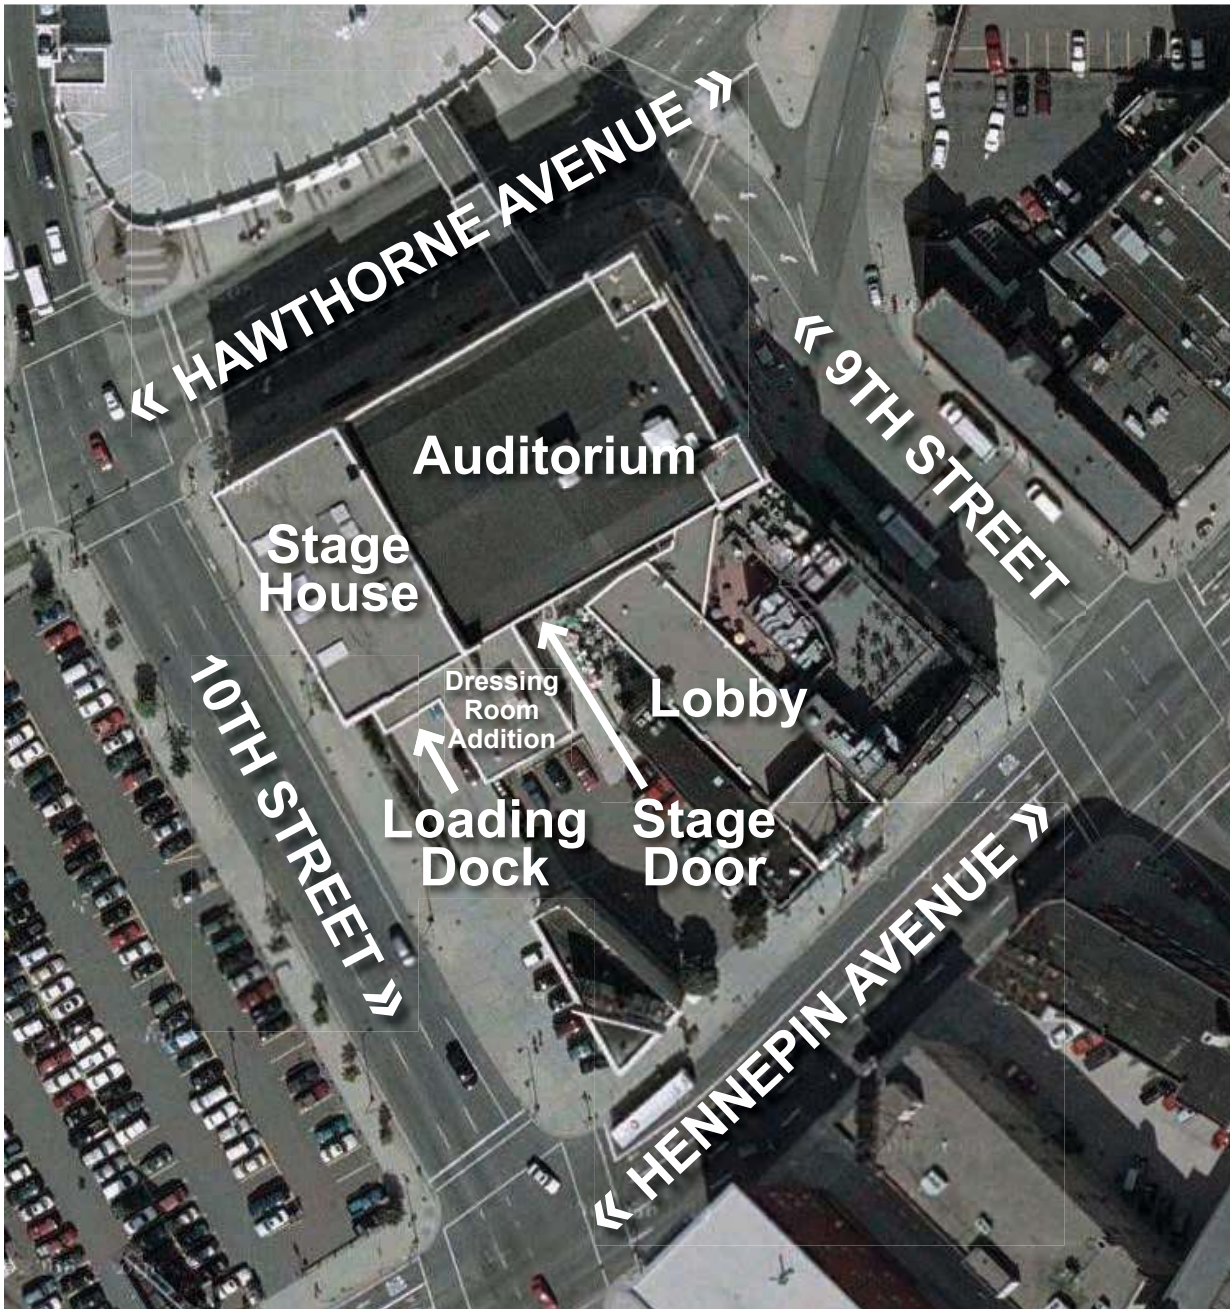 « HAWTHORNE AVENUE »
« 9TH STREET
Auditorium
Stage
House
Dressing
Room
Addition
Lobby
10TH STREET »
Loading
Dock
Stage
Door
« HENNEPIN AVENUE »